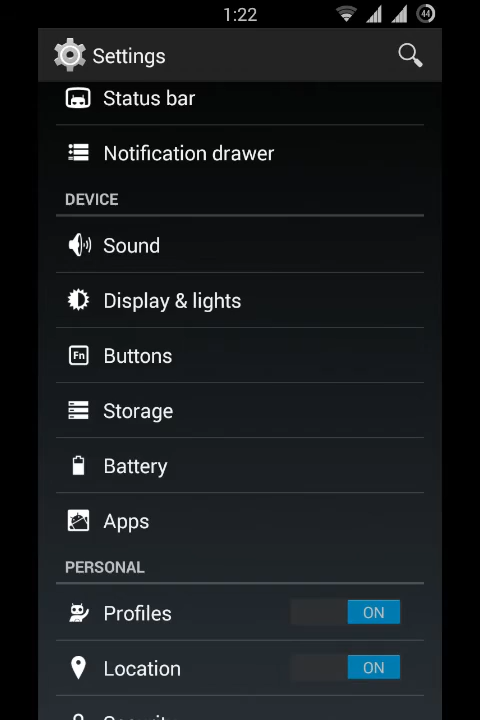 1:22
44
Settings
Status bar
Notification drawer
DEVICE
Sound
Display & lights
Fn
Buttons
Storage
Battery
Apps
PERSONAL
Profiles
ON
Location
ON
Security